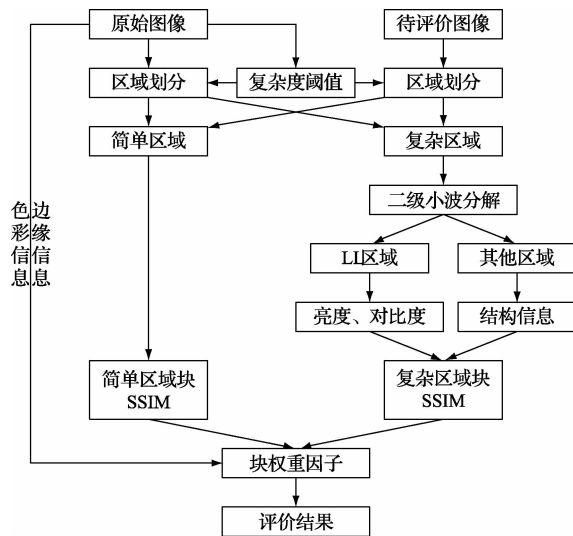 原始图像
待评价图像
区域划分
复杂度阈值
区域划分
简单区域
复杂区域
二级小波分解
色彩信息
边缘信息
LL区域
其他区域
亮度、对比度
结构信息
简单区域块
SSIM
复杂区域块
SSIM
块权重因子
评价结果